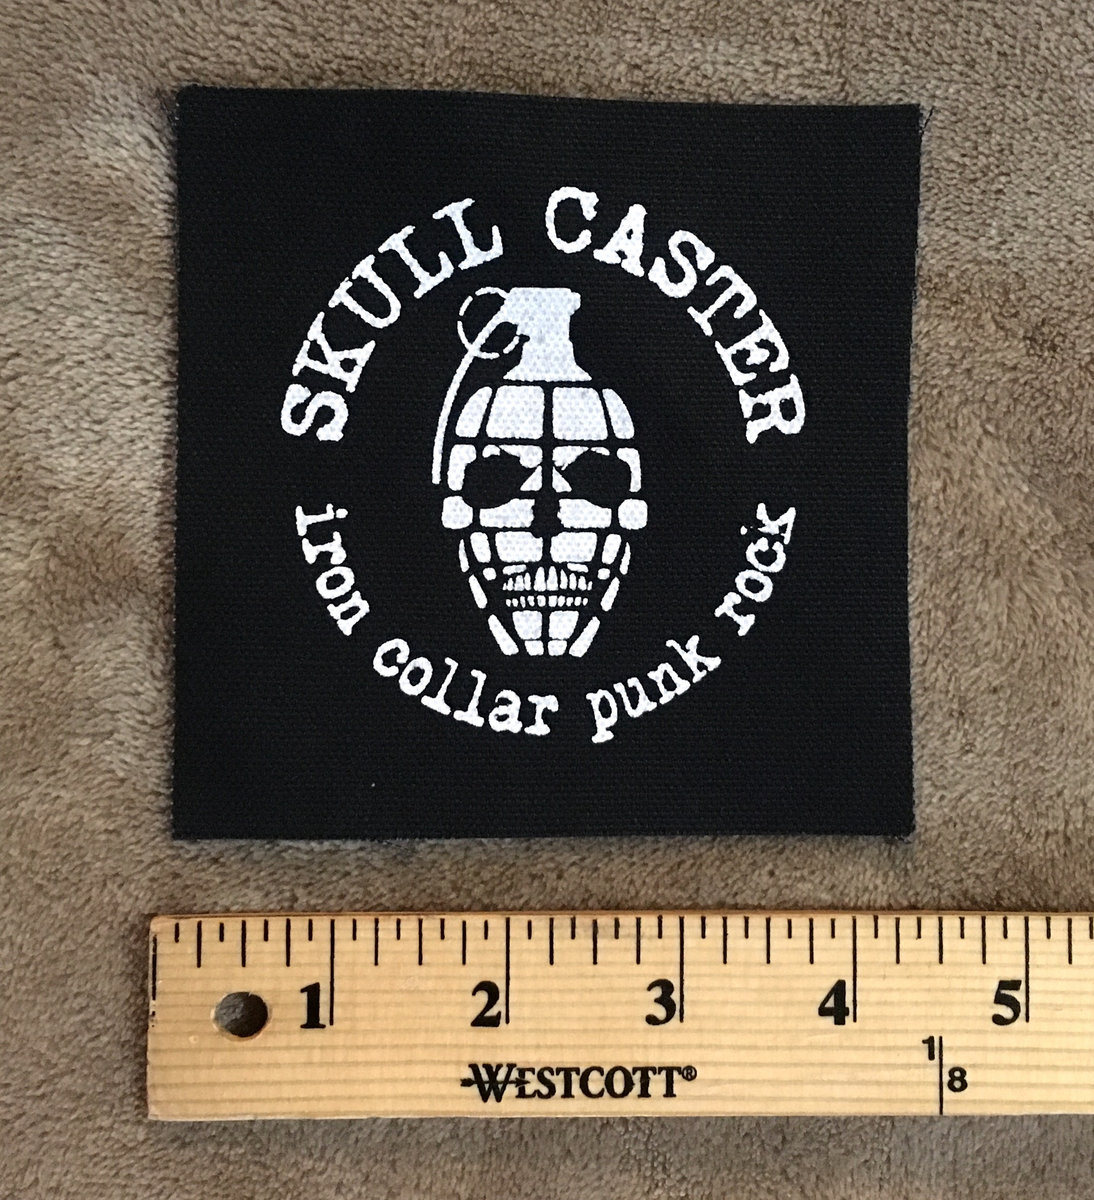 SKULL CASTER
iron collar punk rock
1 2 3 4 5
1 8
WESTCOTT®